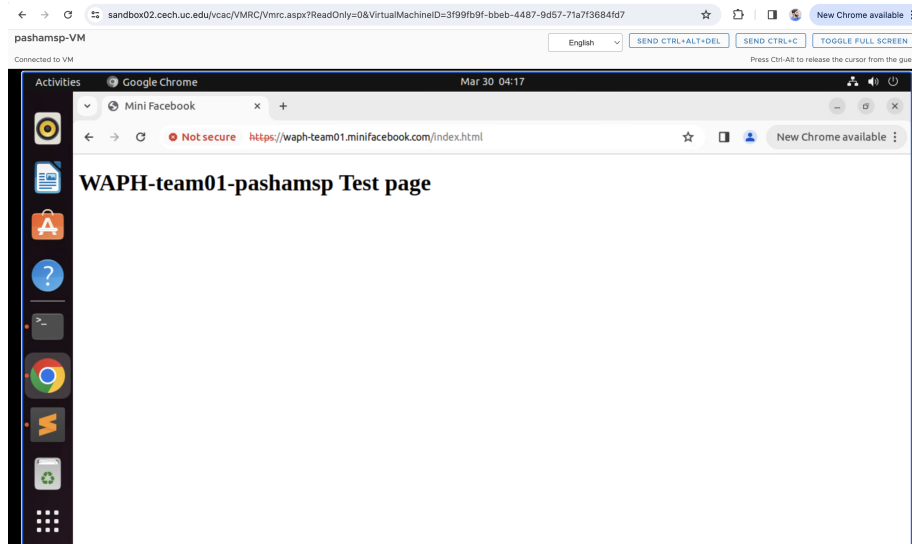 sandbox02.cech.uc.edu/vcac/VMRC/Vmrc.aspx?ReadOnly=0&VirtualMachineID=3f99fb9f-bbeb-4487-9d57-71a7f3684fd7 New Chrome available
pashamsp-VM English SEND CTRL+ALT+DEL SEND CTRL+C TOGGLE FULL SCREEN
Connected to VM Press Ctrl-Alt to release the cursor from the gue
Activities Google Chrome Mar 30 04:17
Mini Facebook
Not secure https://waph-team01.minifacebook.com/index.html New Chrome available
WAPH-team01-pashamsp Test page